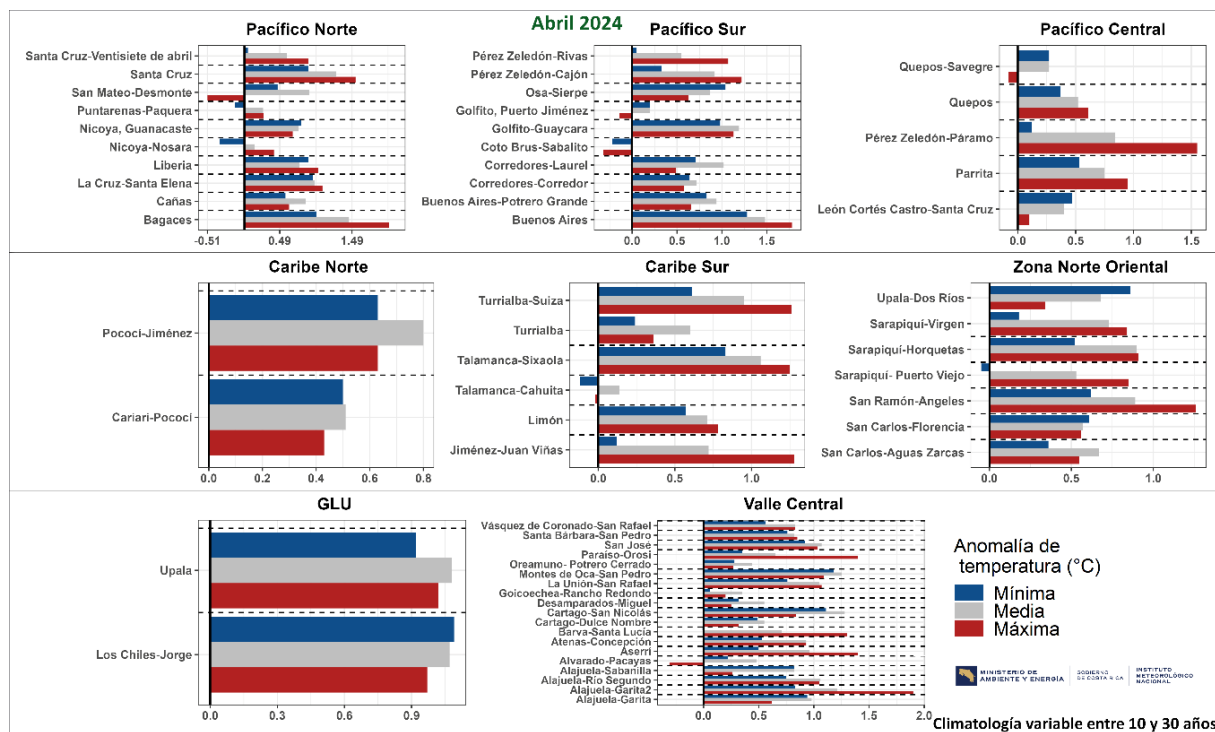 Abril 2024
Pacífico Norte
Santa Cruz-Ventisiete de abril
Santa Cruz
San Mateo-Desmonte
Puntarenas-Paquera
Nicoya, Guanacaste
Nicoya-Nosara
Liberia
La Cruz-Santa Elena
Cañas
Bagaces
-0.51 0.49 1.49
Pacífico Sur
Pérez Zeledón-Rivas
Pérez Zeledón-Cajón
Osa-Sierpe
Golfito, Puerto Jiménez
Golfito-Guaycara
Coto Brus-Sabalito
Corredores-Laurel
Corredores-Corredor
Buenos Aires-Potrero Grande
Buenos Aires
0.0 0.5 1.0 1.5
Pacífico Central
Quepos-Savegre
Quepos
Pérez Zeledón-Páramo
Parrita
León Cortés Castro-Santa Cruz
0.0 0.5 1.0 1.5
Caribe Norte
Pococí-Jiménez
Cariari-Pococí
0.0 0.2 0.4 0.6 0.8
Caribe Sur
Turrialba-Suiza
Turrialba
Talamanca-Sixaola
Talamanca-Cahuita
Limón
Jiménez-Juan Viñas
0.0 0.5 1.0
Zona Norte Oriental
Upala-Dos Ríos
Sarapiquí-Virgen
Sarapiquí-Horquetas
Sarapiquí- Puerto Viejo
San Ramón-Angeles
San Carlos-Florencia
San Carlos-Aguas Zarcas
0.0 0.5 1.0
GLU
Upala
Los Chiles-Jorge
0.0 0.3 0.6 0.9
Valle Central
Vásquez de Coronado-San Rafael
Santa Bárbara-San Pedro
San José
Paraíso-Orosi
Oreamuno- Potrero Cerrado
Montes de Oca-San Pedro
La Unión-San Rafael
Goicoechea-Rancho Redondo
Desamparados-Miguel
Cartago-San Nicolás
Cartago-Dulce Nombre
Barva-Santa Lucía
Atenas-Concepción
Aserrí
Alvarado-Pacayas
Alajuela-Sabanilla
Alajuela-Río Segundo
Alajuela-Garita2
Alajuela-Garita
0.0 0.5 1.0 1.5 2.0
Anomalía de
temperatura (°C)
Mínima
Media
Máxima
MINISTERIO DE
AMBIENTE Y ENERGÍA
GOBIERNO
DE COSTA RICA
INSTITUTO
METEOROLÓGICO
NACIONAL
Climatología variable entre 10 y 30 años